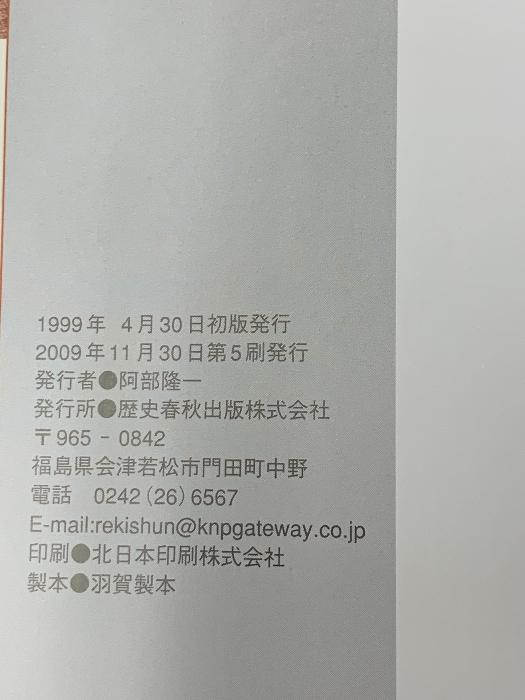 1999年 4月30日初版発行
2009年11月30日第5刷発行
発行者●阿部隆一
発行所●歴史春秋出版株式会社
〒965－0842
福島県会津若松市門田町中野
電話 0242(26)6567
E-mail:rekishun@knpgateway.co.jp
印刷●北日本印刷株式会社
製本●羽賀製本